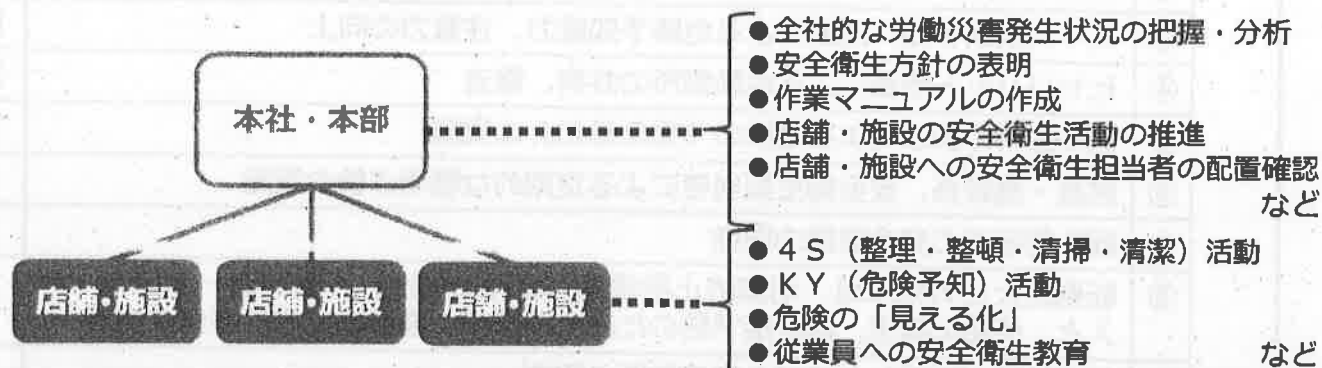 本社・本部
●全社的な労働災害発生状況の把握・分析
●安全衛生方針の表明
●作業マニュアルの作成
●店舗・施設の安全衛生活動の推進
●店舗・施設への安全衛生担当者の配置確認
など
店舗・施設
店舗・施設
店舗・施設
●4S(整理・整頓・清掃・清潔)活動
●KY(危険予知)活動
●危険の「見える化」
●従業員への安全衛生教育 など